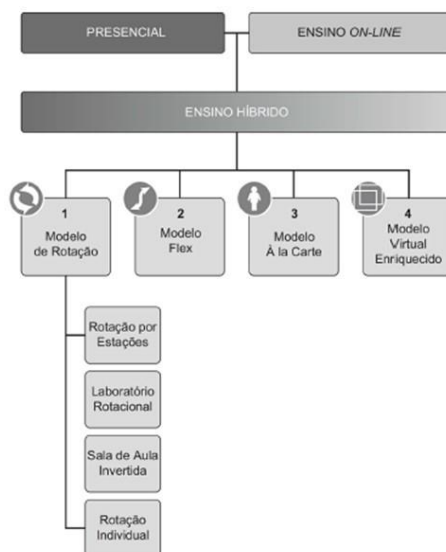 PRESENCIAL
ENSINO ON-LINE
ENSINO HÍBRIDO
1
Modelo
de Rotação
2
Modelo
Flex
3
Modelo
À la Carte
4
Modelo
Virtual
Enriquecido
Rotação por
Estações
Laboratório
Rotacional
Sala de Aula
Invertida
Rotação
Individual